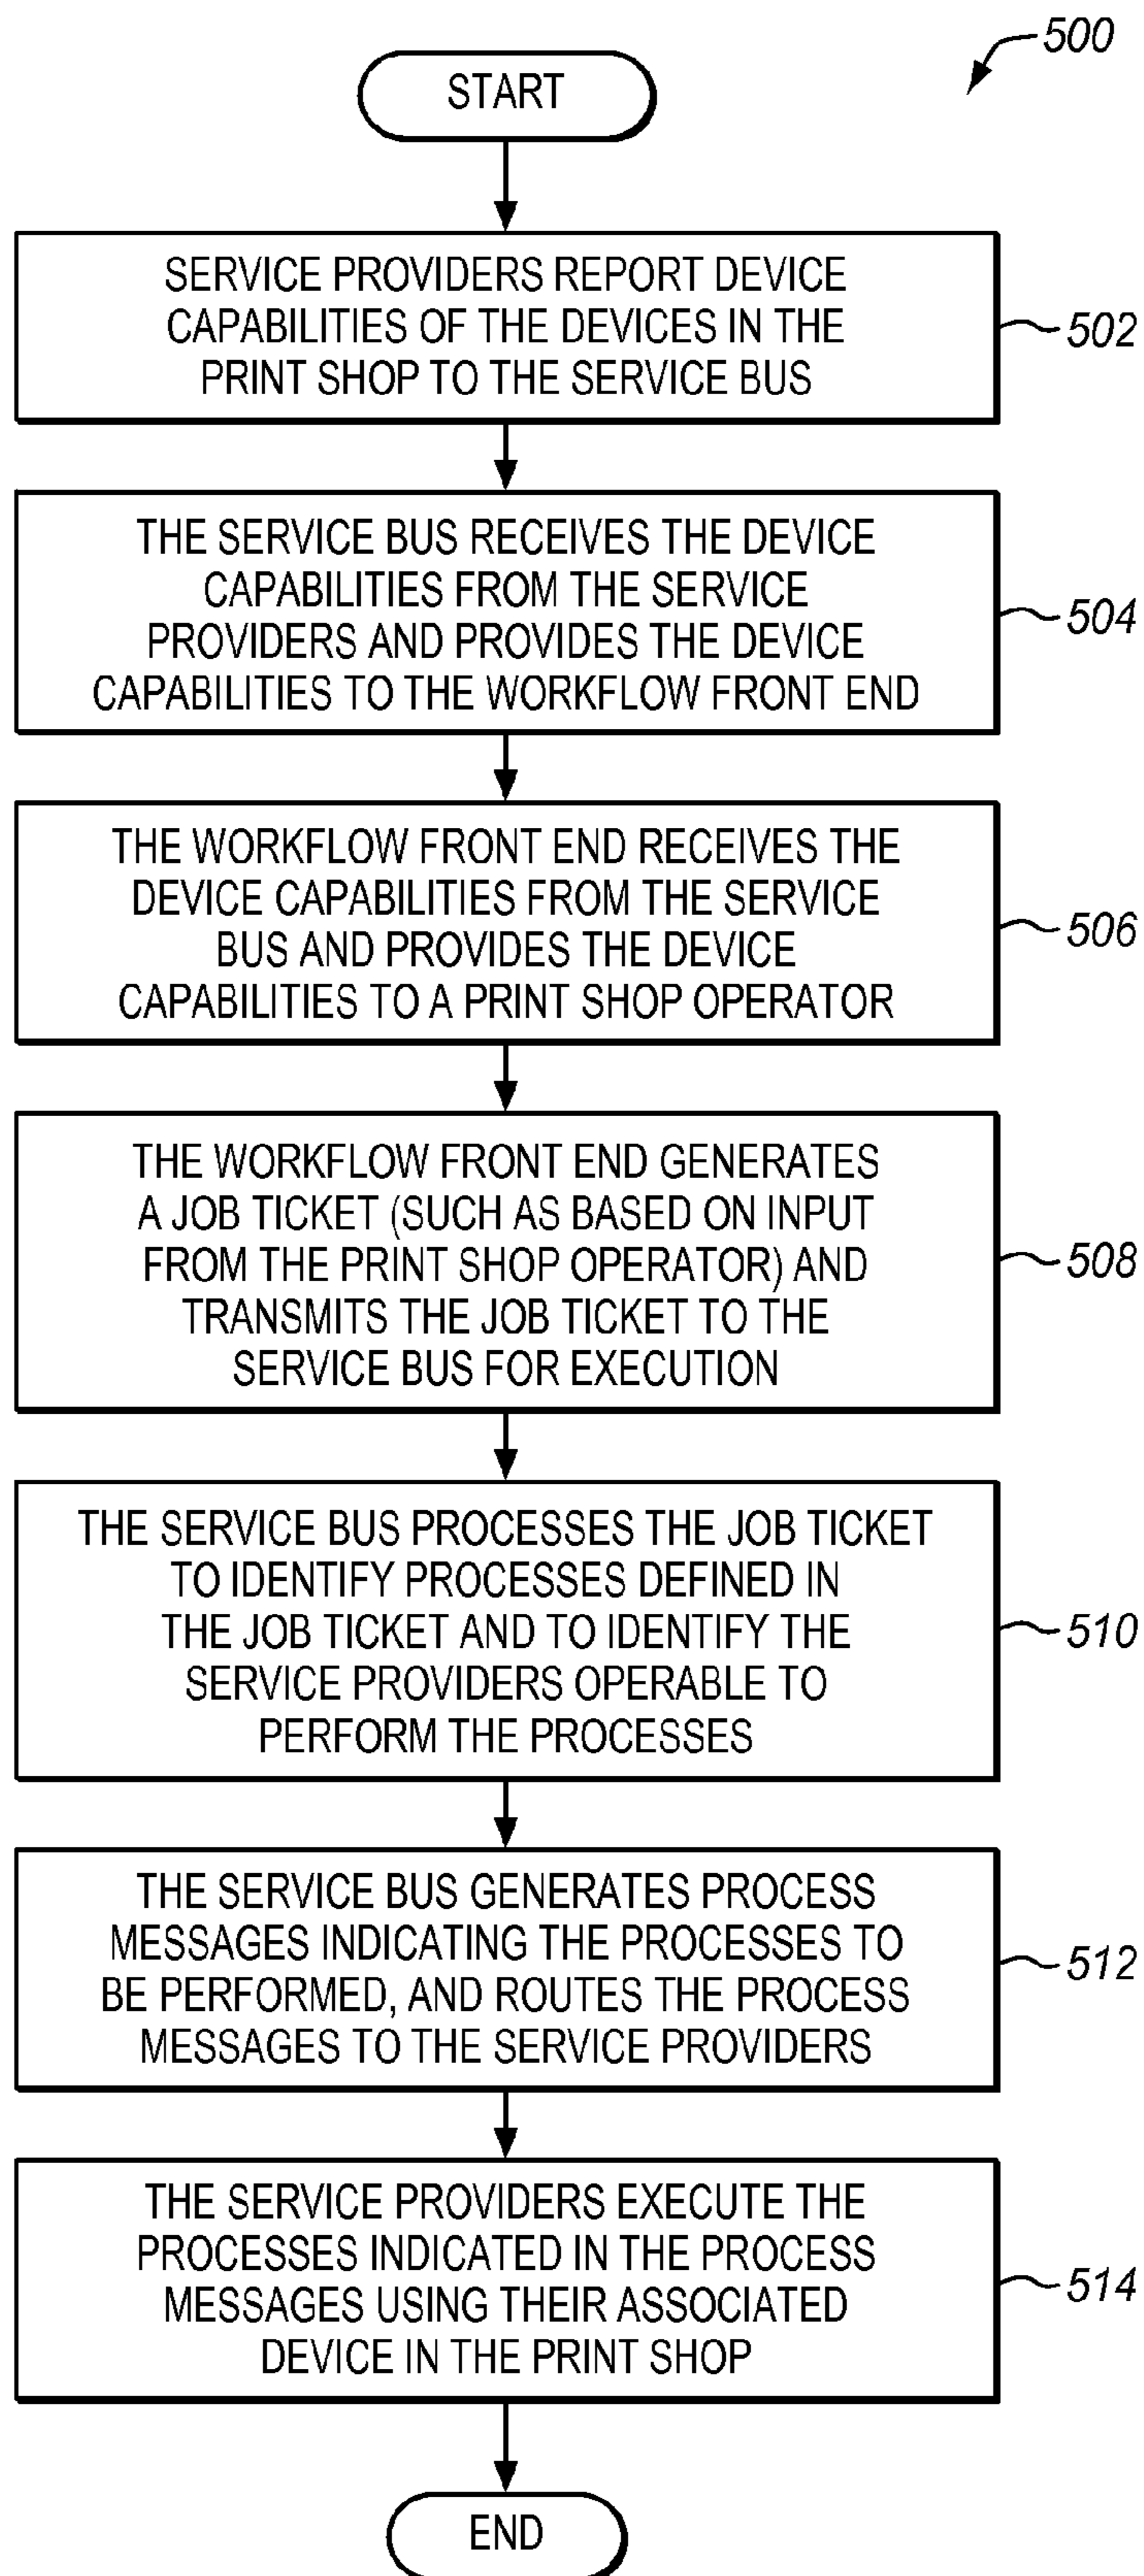 500
START
SERVICE PROVIDERS REPORT DEVICE
CAPABILITIES OF THE DEVICES IN THE
PRINT SHOP TO THE SERVICE BUS
502
THE SERVICE BUS RECEIVES THE DEVICE
CAPABILITIES FROM THE SERVICE
PROVIDERS AND PROVIDES THE DEVICE
CAPABILITIES TO THE WORKFLOW FRONT END
504
THE WORKFLOW FRONT END RECEIVES THE
DEVICE CAPABILITIES FROM THE SERVICE
BUS AND PROVIDES THE DEVICE
CAPABILITIES TO A PRINT SHOP OPERATOR
506
THE WORKFLOW FRONT END GENERATES
A JOB TICKET (SUCH AS BASED ON INPUT
FROM THE PRINT SHOP OPERATOR) AND
TRANSMITS THE JOB TICKET TO THE
SERVICE BUS FOR EXECUTION
508
THE SERVICE BUS PROCESSES THE JOB TICKET
TO IDENTIFY PROCESSES DEFINED IN
THE JOB TICKET AND TO IDENTIFY THE
SERVICE PROVIDERS OPERABLE TO
PERFORM THE PROCESSES
510
THE SERVICE BUS GENERATES PROCESS
MESSAGES INDICATING THE PROCESSES TO
BE PERFORMED, AND ROUTES THE PROCESS
MESSAGES TO THE SERVICE PROVIDERS
512
THE SERVICE PROVIDERS EXECUTE THE
PROCESSES INDICATED IN THE PROCESS
MESSAGES USING THEIR ASSOCIATED
DEVICE IN THE PRINT SHOP
514
END